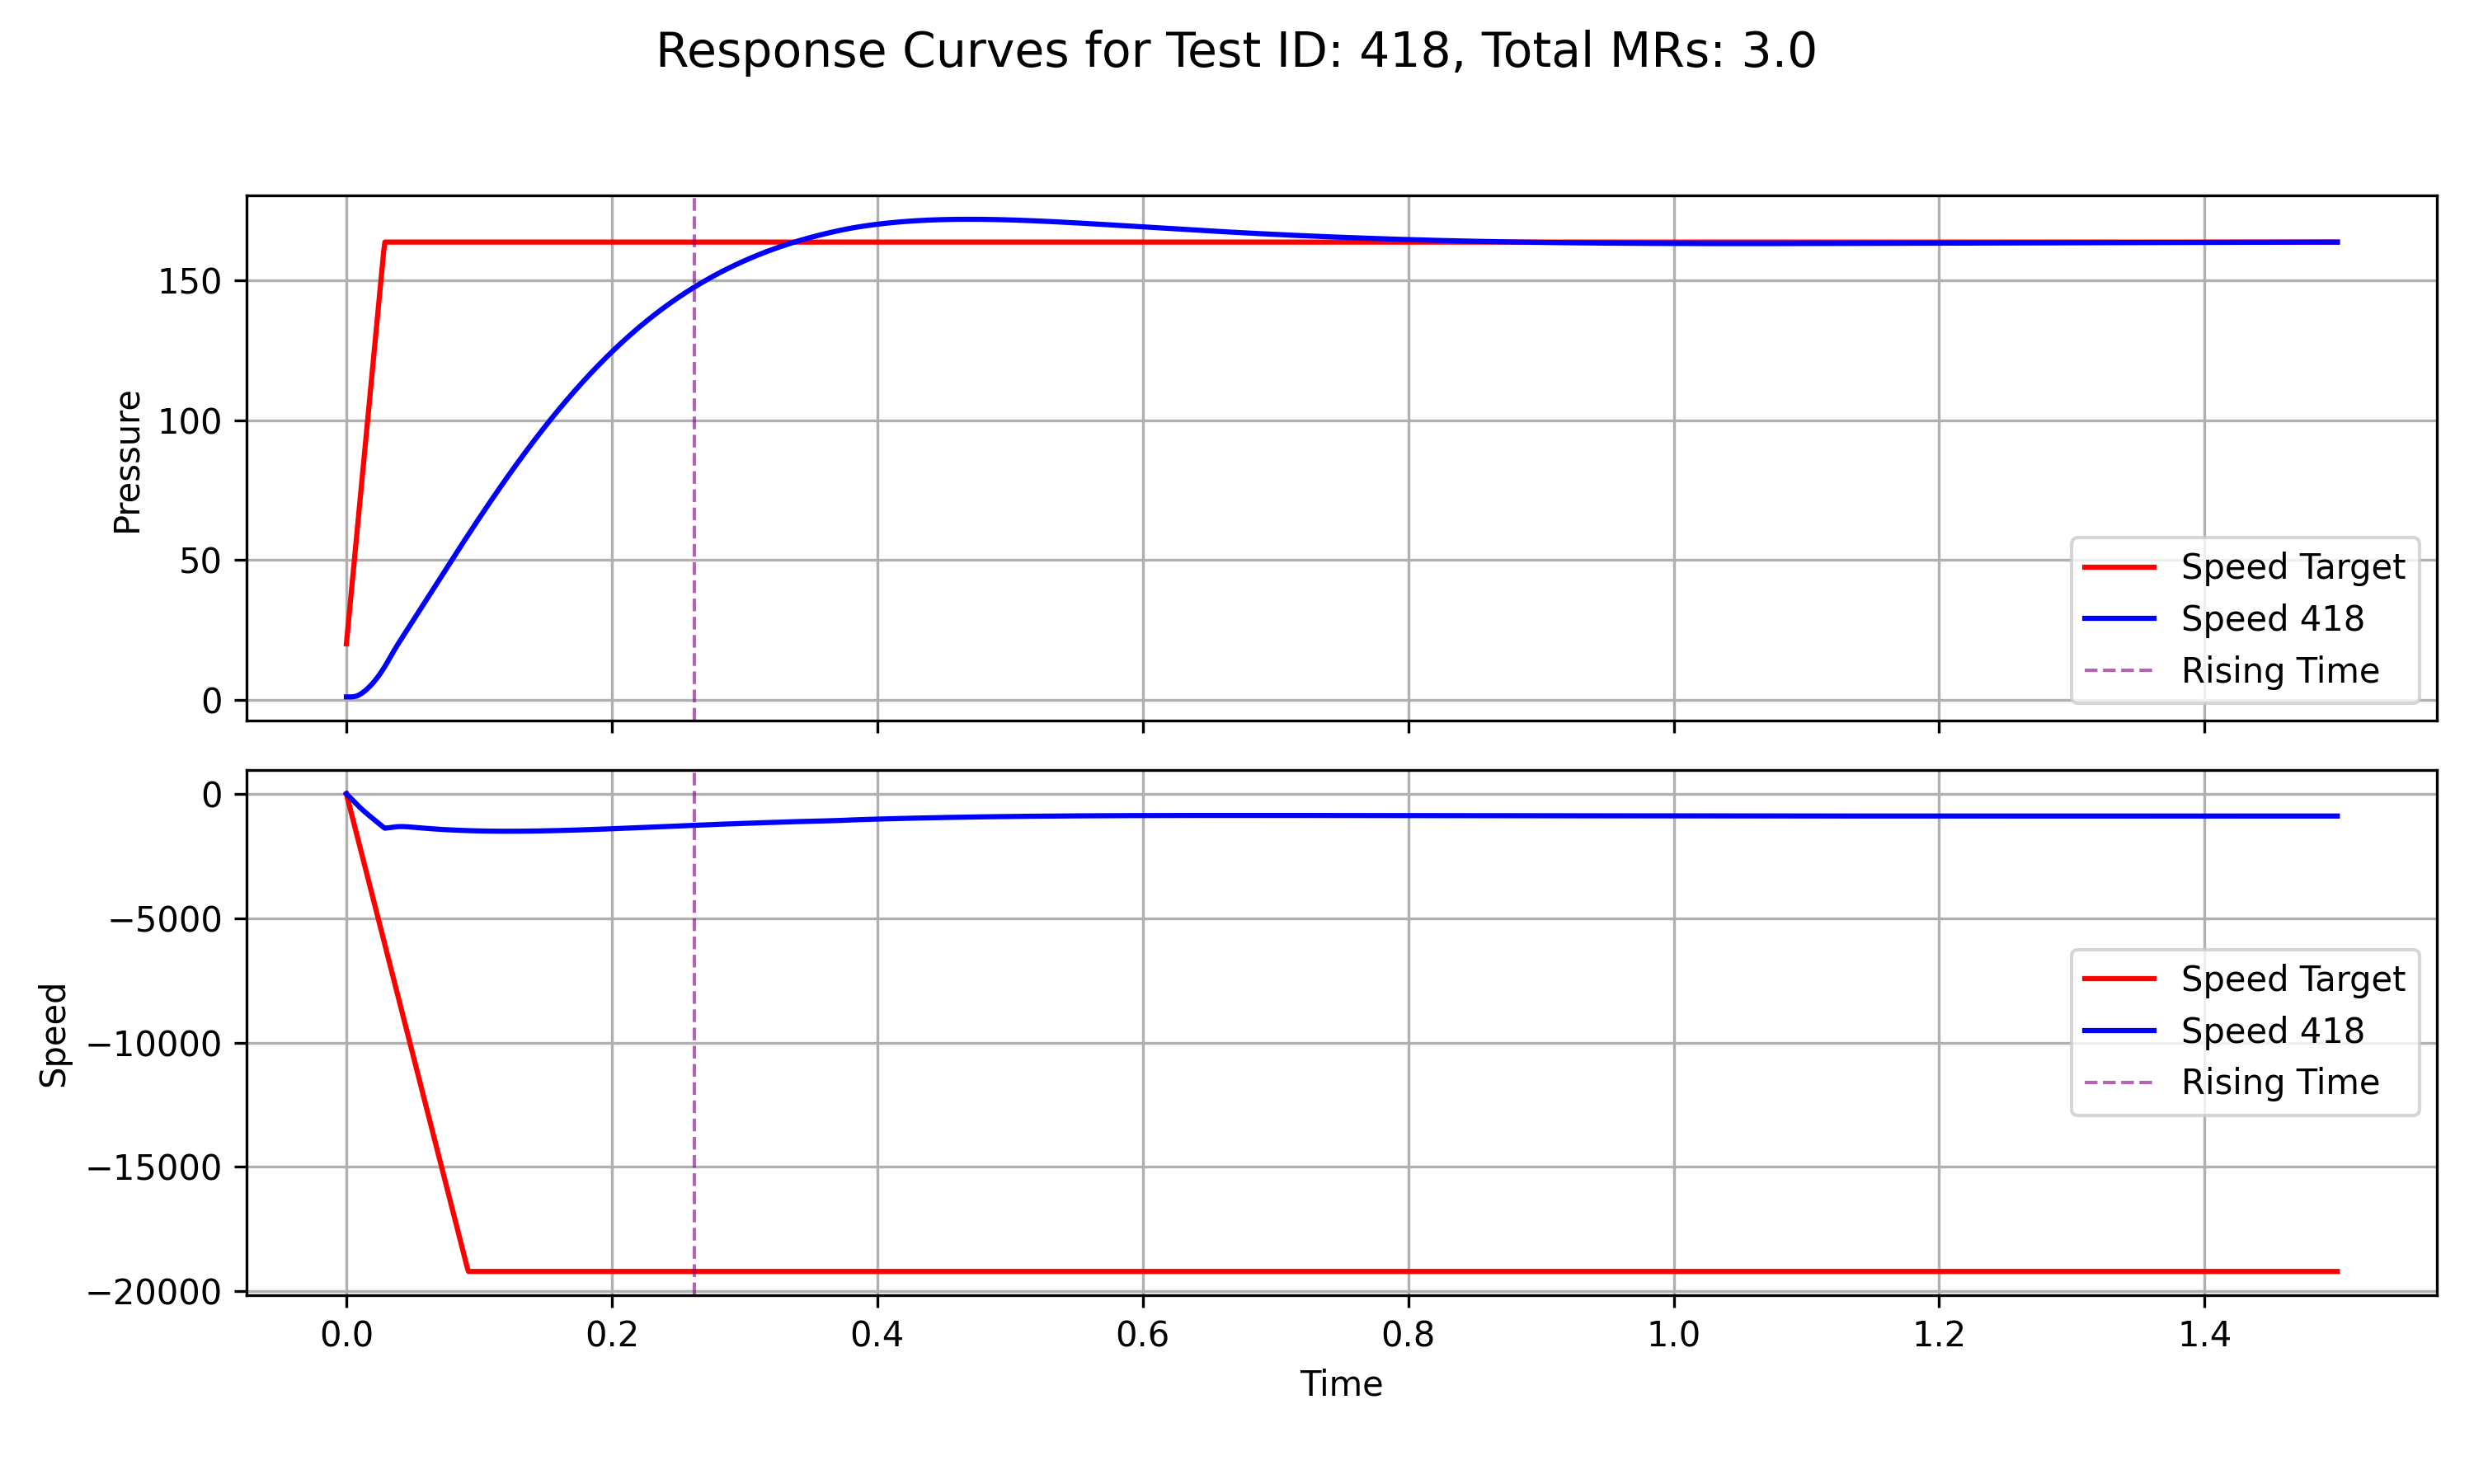 Response Curves for Test ID: 418, Total MRs: 3.0
Pressure
150
100
50
0
Speed Target
Speed 418
Rising Time
Speed
0
−5000
−10000
−15000
−20000
Speed Target
Speed 418
Rising Time
0.0 0.2 0.4 0.6 0.8 1.0 1.2 1.4
Time